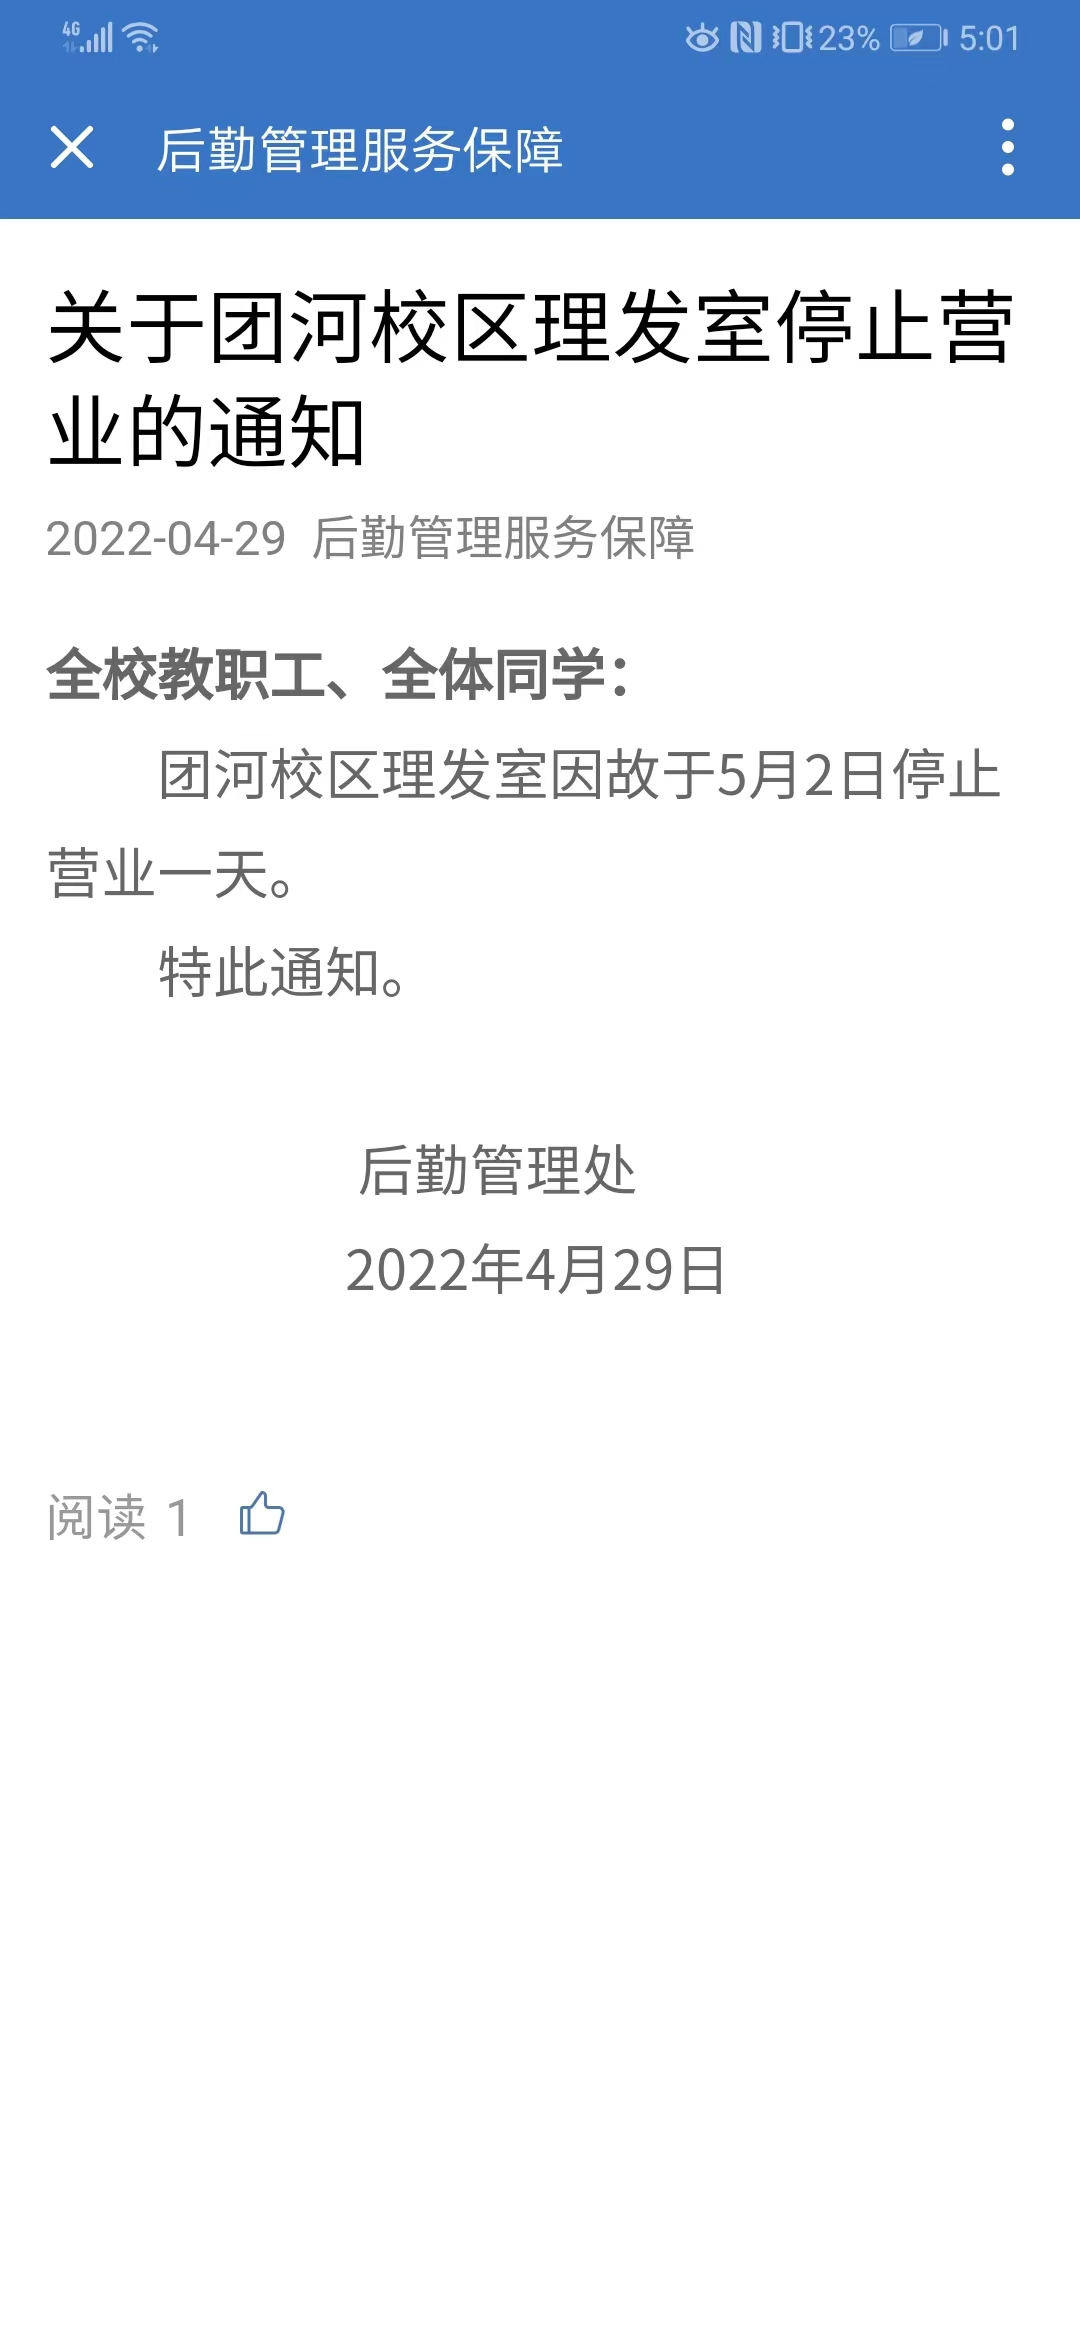 4G 23% 5:01
后勤管理服务保障
关于团河校区理发室停止营
业的通知
2022-04-29 后勤管理服务保障
全校教职工、全体同学：
团河校区理发室因故于5月2日停止
营业一天。
特此通知。
后勤管理处
2022年4月29日
阅读 1